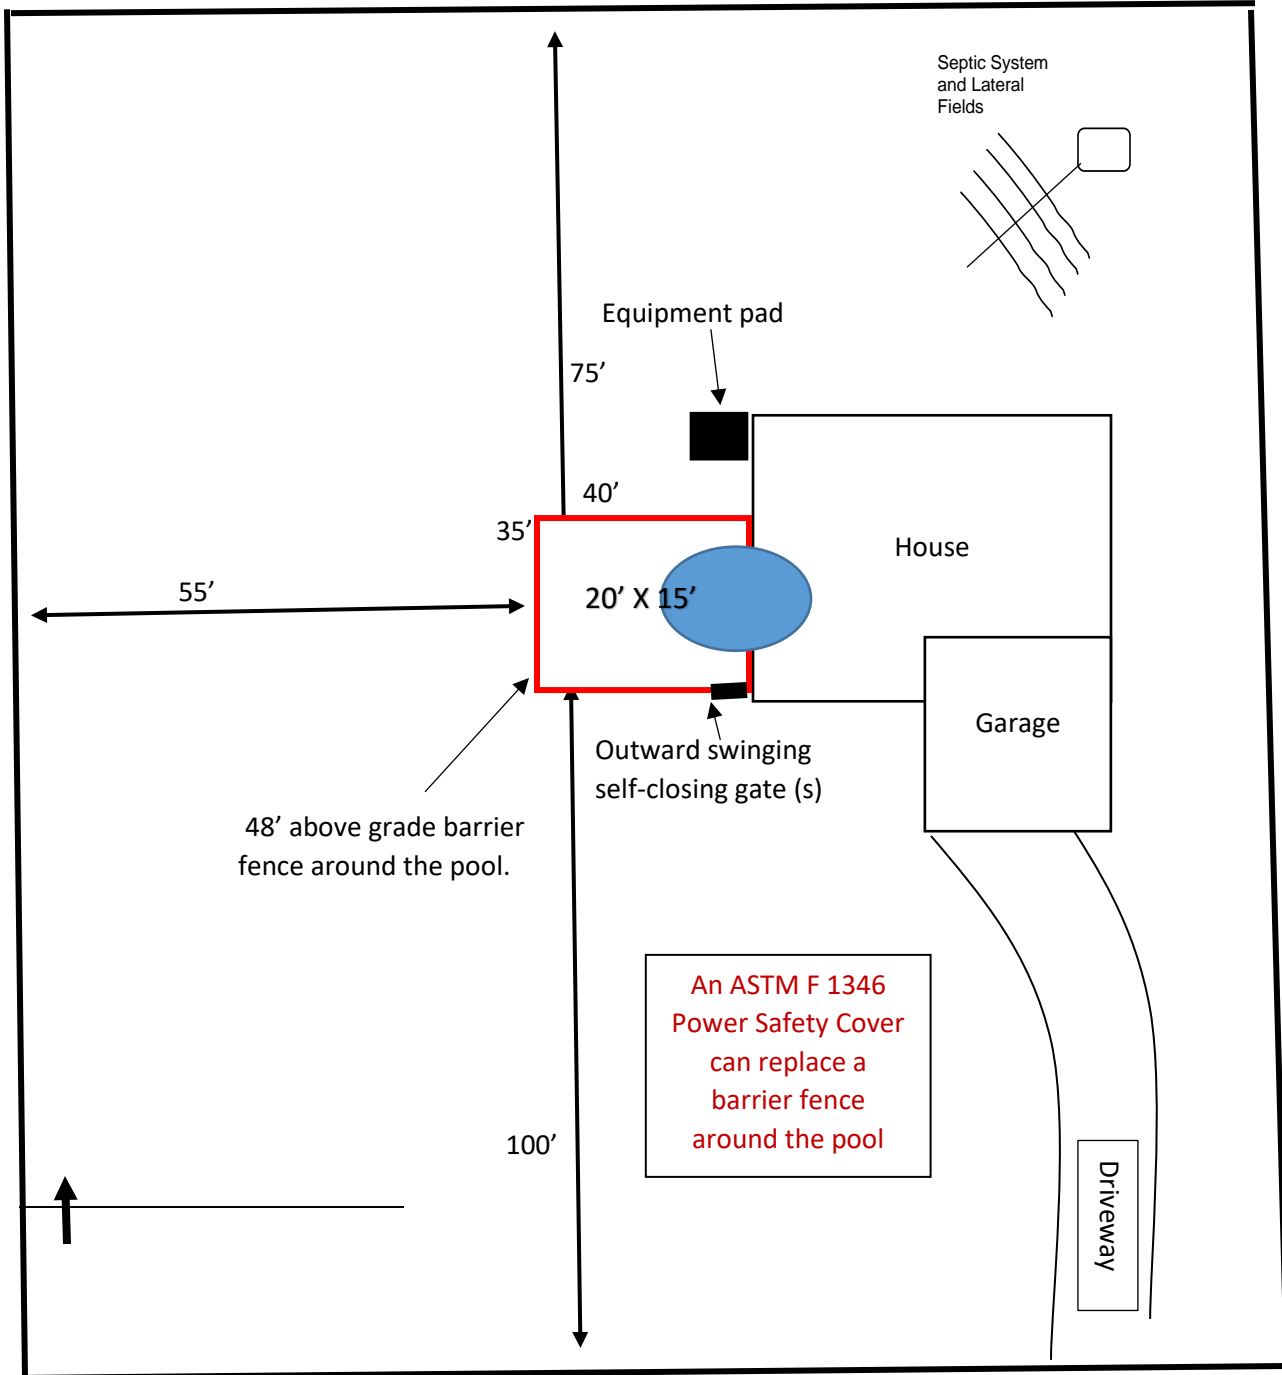 Septic System
and Lateral
Fields
Equipment pad
75’
40’
35’
House
55’
20’ X 15’
Garage
Outward swinging
self-closing gate (s)
48’ above grade barrier
fence around the pool.
An ASTM F 1346
Power Safety Cover
can replace a
barrier fence
around the pool
100’
Driveway